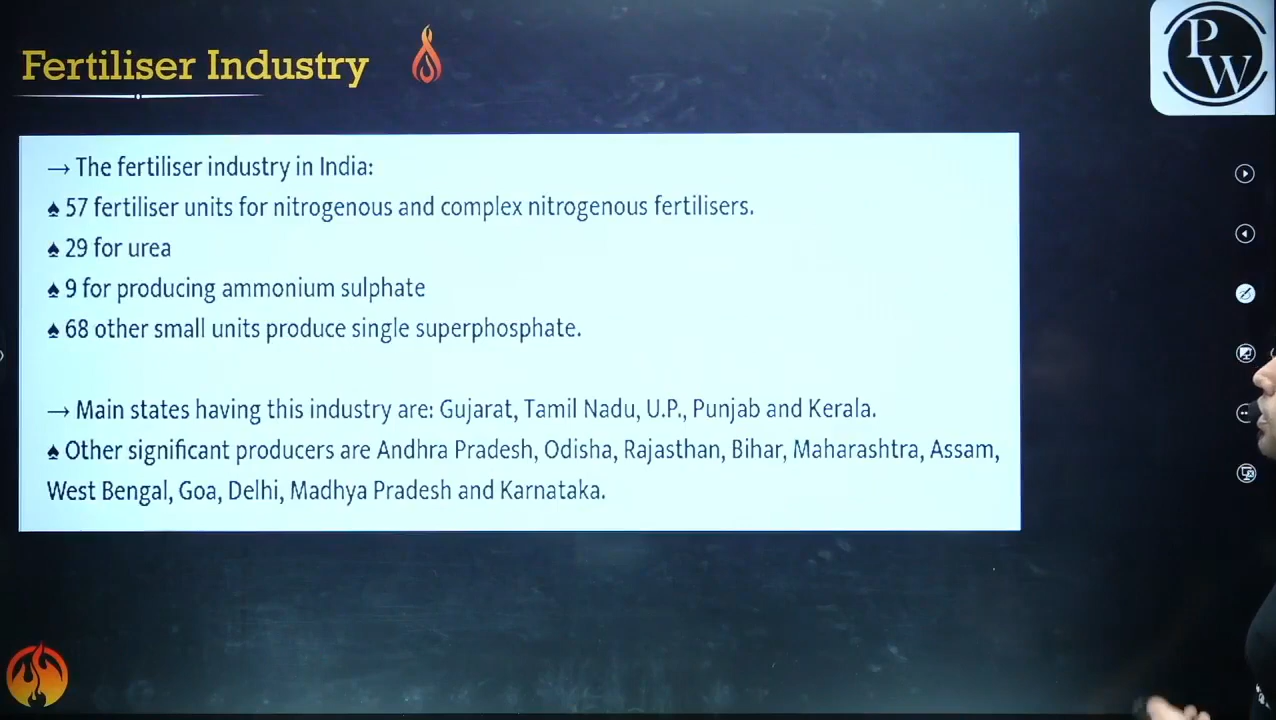 Fertiliser Industry
PW
→ The fertiliser industry in India:
♠ 57 fertiliser units for nitrogenous and complex nitrogenous fertilisers.
♠ 29 for urea
♠ 9 for producing ammonium sulphate
♠ 68 other small units produce single superphosphate.
→ Main states having this industry are: Gujarat, Tamil Nadu, U.P., Punjab and Kerala.
♠ Other significant producers are Andhra Pradesh, Odisha, Rajasthan, Bihar, Maharashtra, Assam,
West Bengal, Goa, Delhi, Madhya Pradesh and Karnataka.